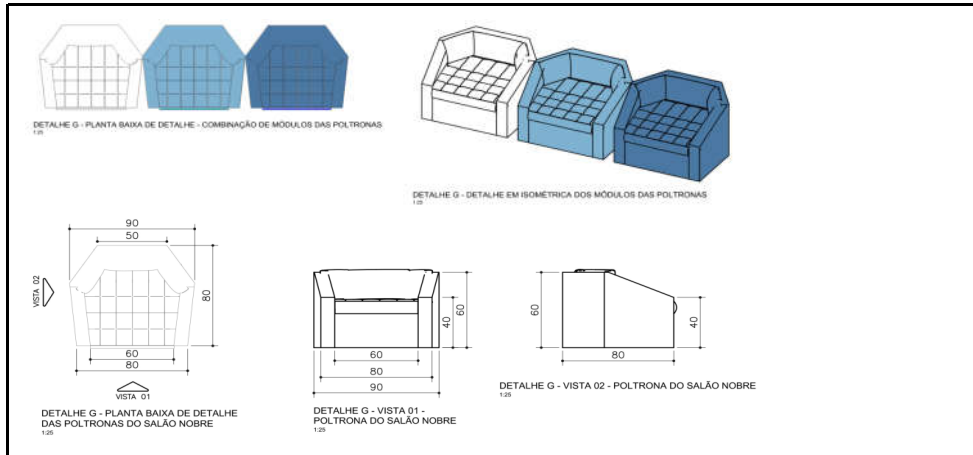 DETALHE G - PLANTA BAIXA DE DETALHE - COMBINAÇÃO DE MÓDULOS DAS POLTRONAS
1:25
DETALHE G - DETALHE EM ISOMÉTRICA DOS MÓDULOS DAS POLTRONAS
1:25
90
50
80
VISTA 02
60
80
VISTA 01
DETALHE G - PLANTA BAIXA DE DETALHE
DAS POLTRONAS DO SALÃO NOBRE
1:25
40
60
60
80
90
DETALHE G - VISTA 01 -
POLTRONA DO SALÃO NOBRE
1:25
60
40
80
DETALHE G - VISTA 02 - POLTRONA DO SALÃO NOBRE
1:25